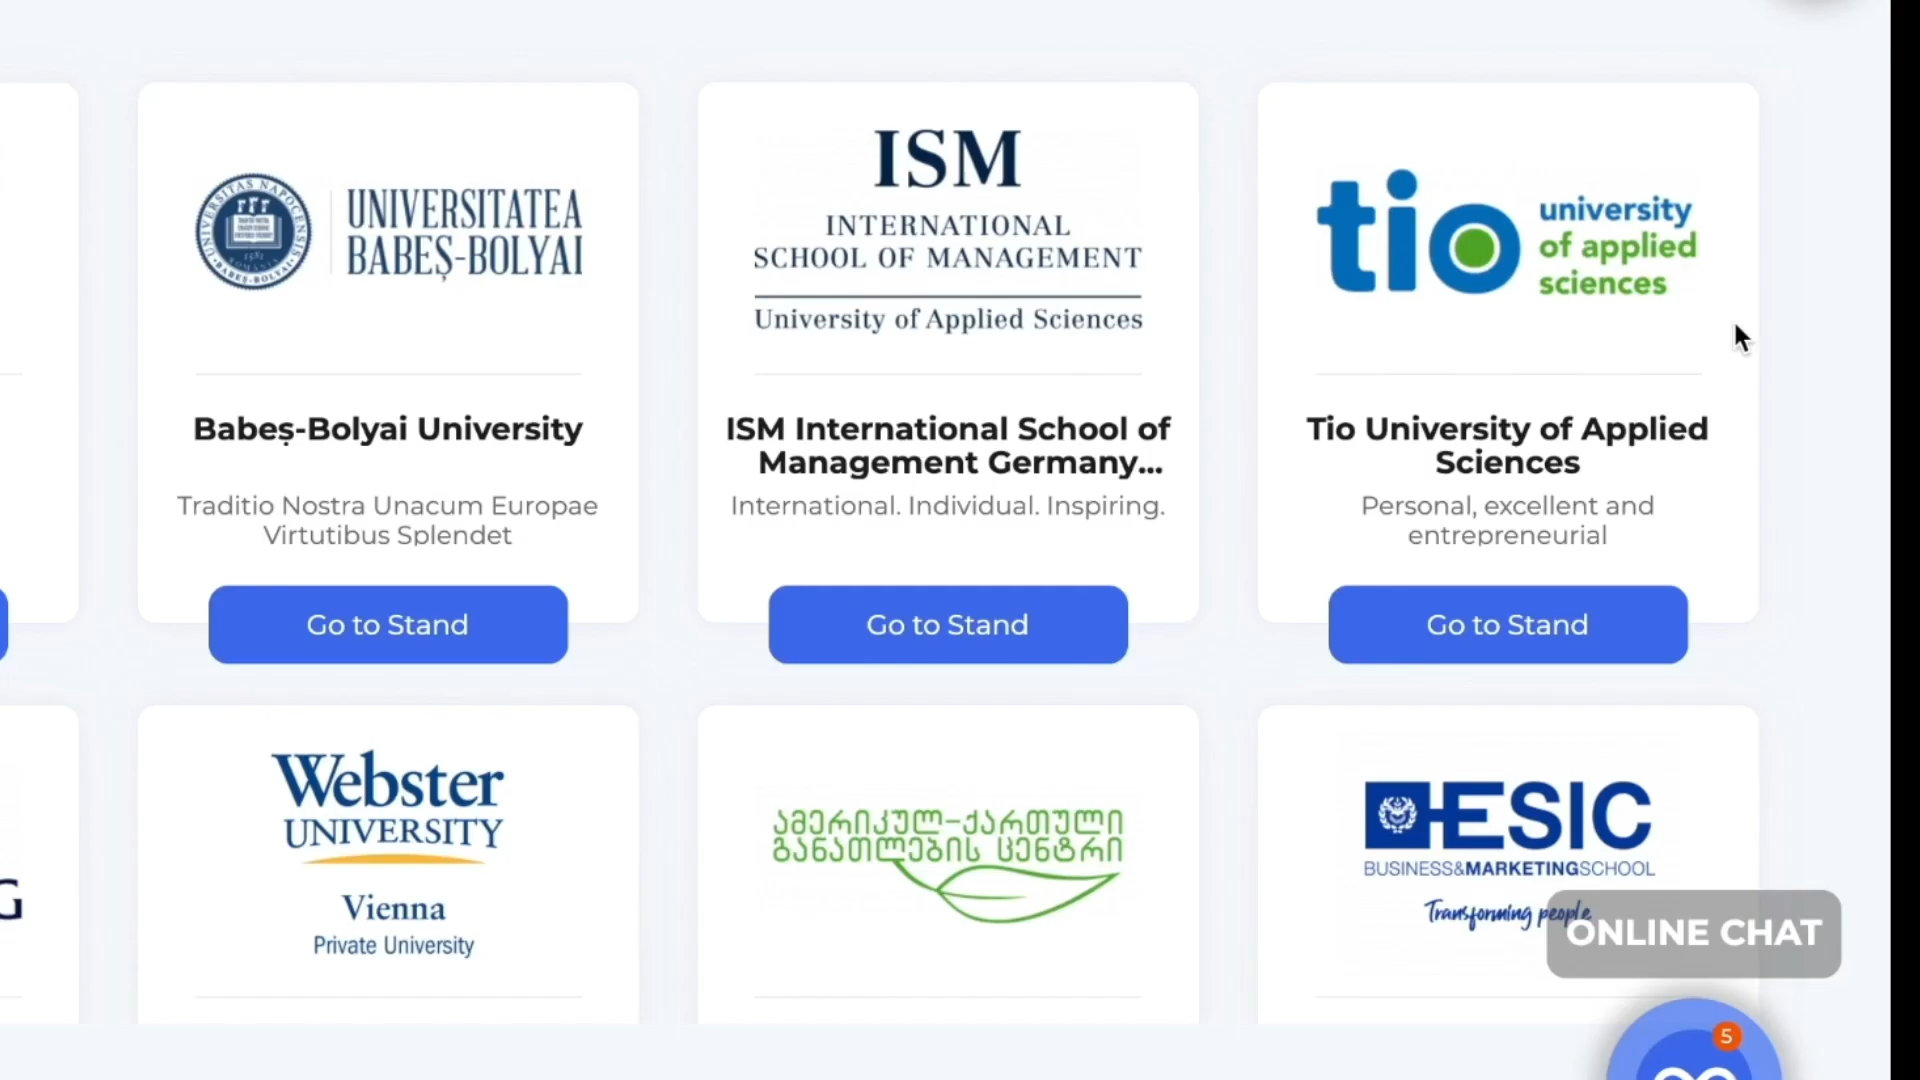 UNIVERSITATEA
BABEȘ-BOLYAI
ISM
INTERNATIONAL
SCHOOL OF MANAGEMENT
University of Applied Sciences
tio
university
of applied
sciences
Babeș-Bolyai University
Traditio Nostra Unacum Europae
Virtutibus Splendet
Go to Stand
ISM International School of
Management Germany...
International. Individual. Inspiring.
Go to Stand
Tio University of Applied
Sciences
Personal, excellent and
entrepreneurial
Go to Stand
G
Webster
UNIVERSITY
Vienna
Private University
ამერიკულ-ქართული
განათლების ცენტრი
ESIC
BUSINESS&MARKETINGSCHOOL
Transforming people
ONLINE CHAT
5